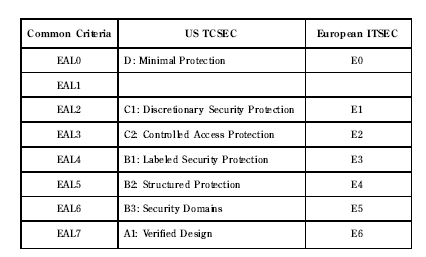 Common Criteria US TCSEC European ITSEC
EAL0 D: Minimal Protection E0
EAL1
EAL2 C1: Discretionary Security Protection E1
EAL3 C2: Controlled Access Protection E2
EAL4 B1: Labeled Security Protection E3
EAL5 B2: Structured Protection E4
EAL6 B3: Security Domains E5
EAL7 A1: Verified Design E6